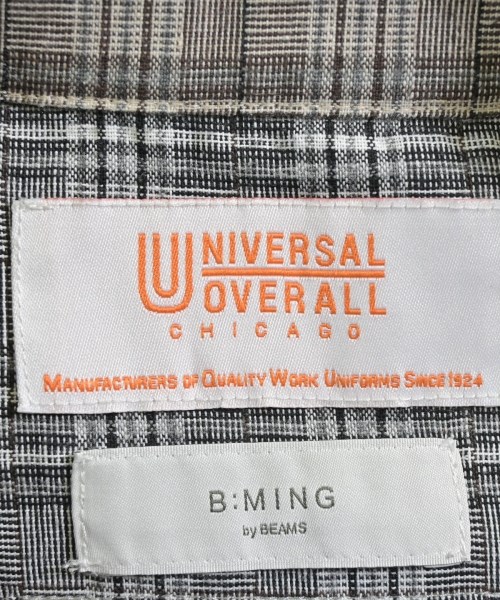 UNIVERSAL
OVERALL
CHICAGO
MANUFACTURERS OF QUALITY WORK UNIFORMS SINCE 1924
B:MING
by BEAMS